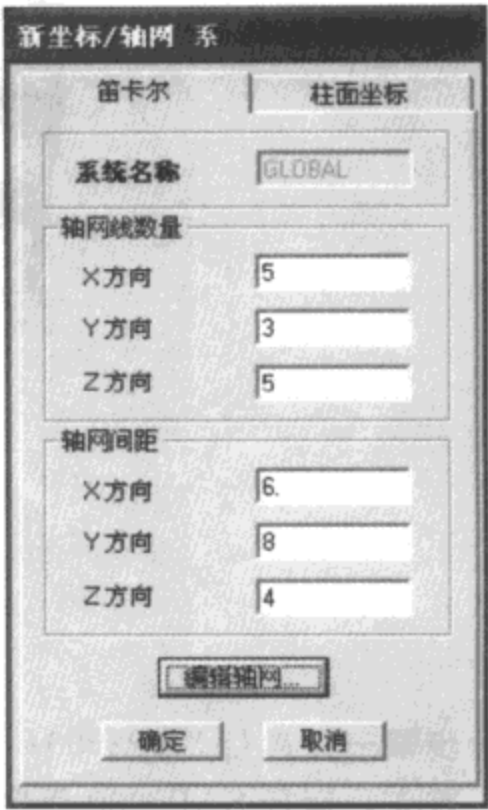 新坐标/轴网 系
笛卡尔 柱面坐标
系统名称 GLOBAL
轴网线数量
X方向 5
Y方向 3
Z方向 5
轴网间距
X方向 6.
Y方向 8
Z方向 4
编辑轴网...
确定 取消